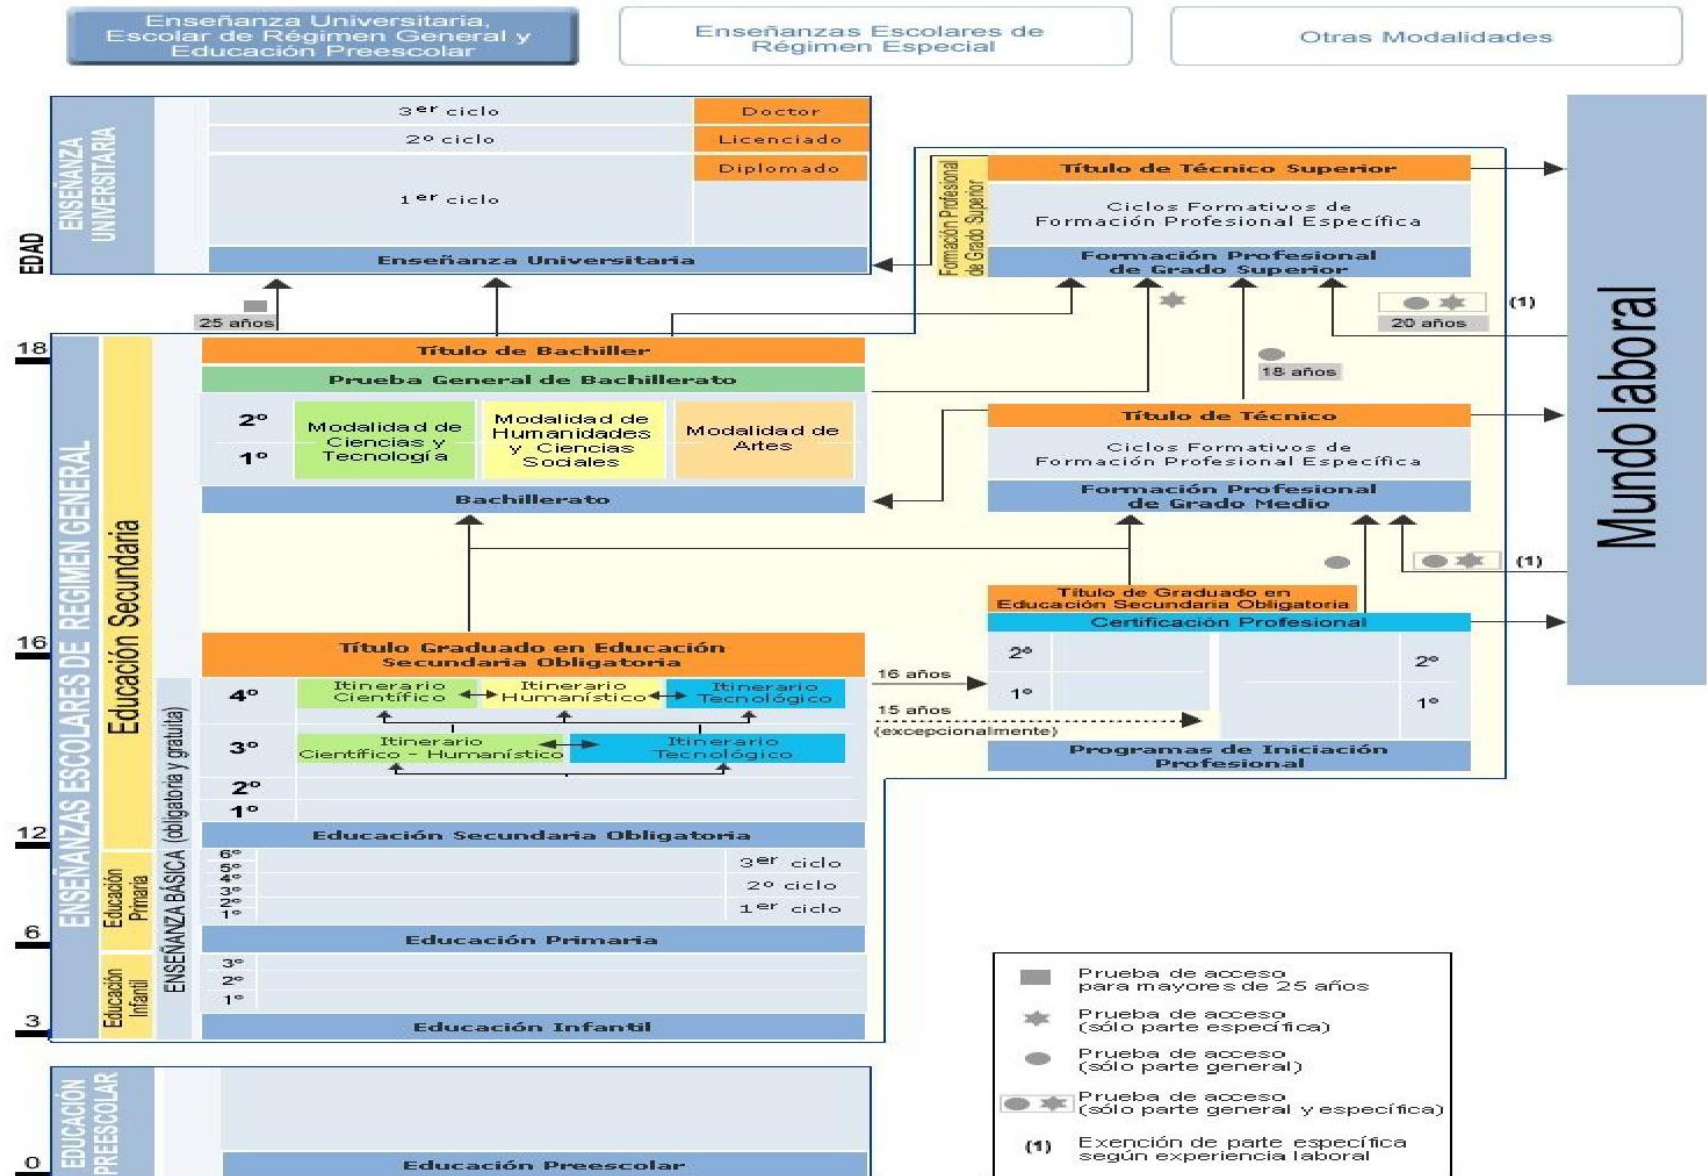 Enseñanza Universitaria,
Escolar de Régimen General y
Educación Preescolar
Enseñanzas Escolares de
Régimen Especial
Otras Modalidades
EDAD
ENSEÑANZA
UNIVERSITARIA
3er ciclo
Doctor
2º ciclo
Licenciado
Diplomado
1er ciclo
Enseñanza Universitaria
Formación Profesional
de Grado Superior
Título de Técnico Superior
Ciclos Formativos de
Formación Profesional Específica
Formación Profesional
de Grado Superior
25 años
(1)
20 años
18 años
Mundo laboral
18
16
12
6
3
0
ENSEÑANZAS ESCOLARES DE REGIMEN GENERAL
Educación Secundaria
Título de Bachiller
Prueba General de Bachillerato
2º
1º
Modalidad de
Ciencias y
Tecnología
Modalidad de
Humanidades
y Ciencias
Sociales
Modalidad de
Artes
Bachillerato
Título de Técnico
Ciclos Formativos de
Formación Profesional Específica
Formación Profesional
de Grado Medio
(1)
Título de Graduado en
Educación Secundaria Obligatoria
Certificación Profesional
2º
1º
2º
1º
Programas de Iniciación
Profesional
16 años
15 años
(excepcionalmente)
Título Graduado en Educación
Secundaria Obligatoria
4º
Itinerario
Científico
Itinerario
Humanístico
Itinerario
Tecnológico
3º
Itinerario
Científico - Humanístico
Itinerario
Tecnológico
2º
1º
Educación Secundaria Obligatoria
ENSEÑANZA BÁSICA (obligatoria y gratuita)
Educación
Primaria
6º
5º
4º
3º
2º
1º
3er ciclo
2º ciclo
1er ciclo
Educación Primaria
Educación
Infantil
3º
2º
1º
Educación Infantil
EDUCACIÓN
PREESCOLAR
Educación Preescolar
Prueba de acceso
para mayores de 25 años
Prueba de acceso
(sólo parte específica)
Prueba de acceso
(sólo parte general)
Prueba de acceso
(sólo parte general y específica)
(1)
Exención de parte específica
según experiencia laboral